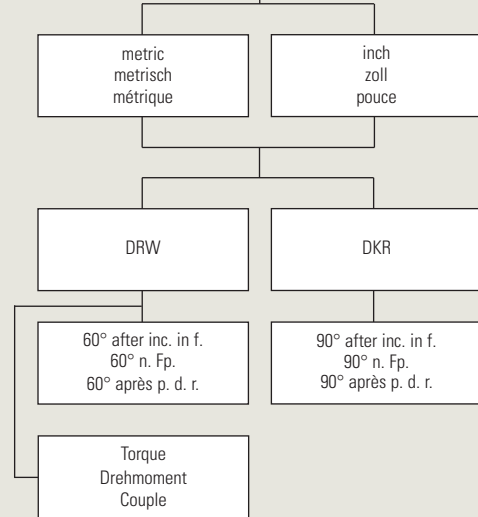 metric
metrisch
métrique
inch
zoll
pouce
DRW
DKR
60° after inc. in f.
60° n. Fp.
60° après p. d. r.
90° after inc. in f.
90° n. Fp.
90° après p. d. r.
Torque
Drehmoment
Couple